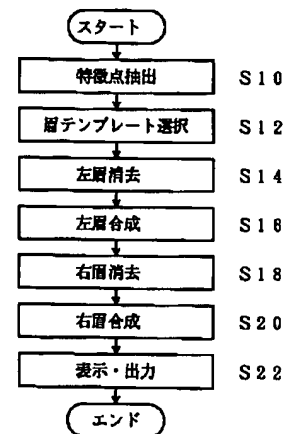 スタート
特徴点抽出 S10
眉テンプレート選択 S12
左眉消去 S14
左眉合成 S16
右眉消去 S18
右眉合成 S20
表示・出力 S22
エンド